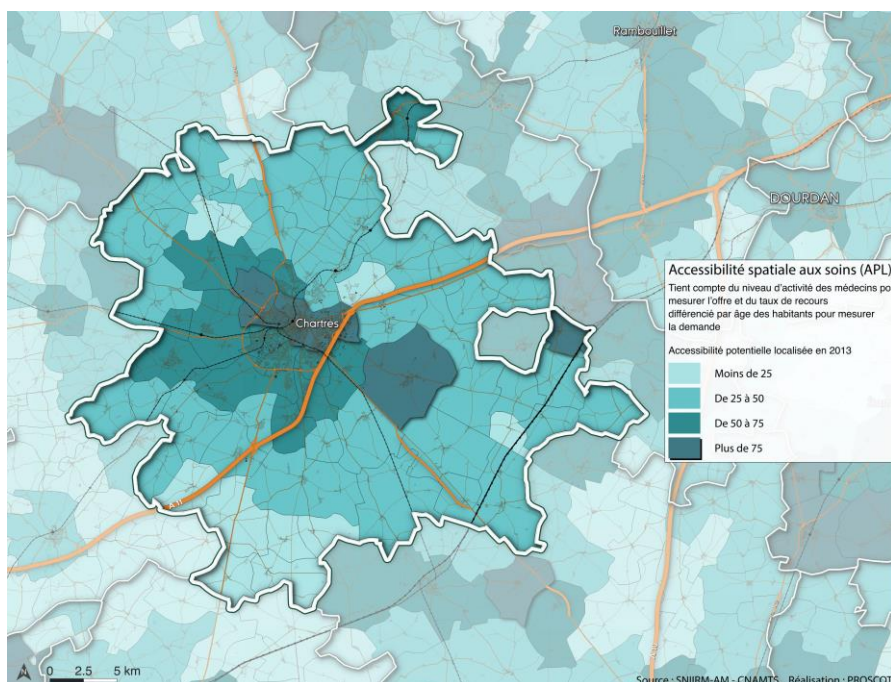 Rambouillet
DOURDAN
Chartres
A 11
Accessibilité spatiale aux soins (APL)
Tient compte du niveau d'activité des médecins po
mesurer l'offre et du taux de recours
différencié par âge des habitants pour mesurer
la demande
Accessibilité potentielle localisée en 2013
Moins de 25
De 25 à 50
De 50 à 75
Plus de 75
0 2.5 5 km
Source : SNIIRM-AM - CNAMTS Réalisation : PROSCOT